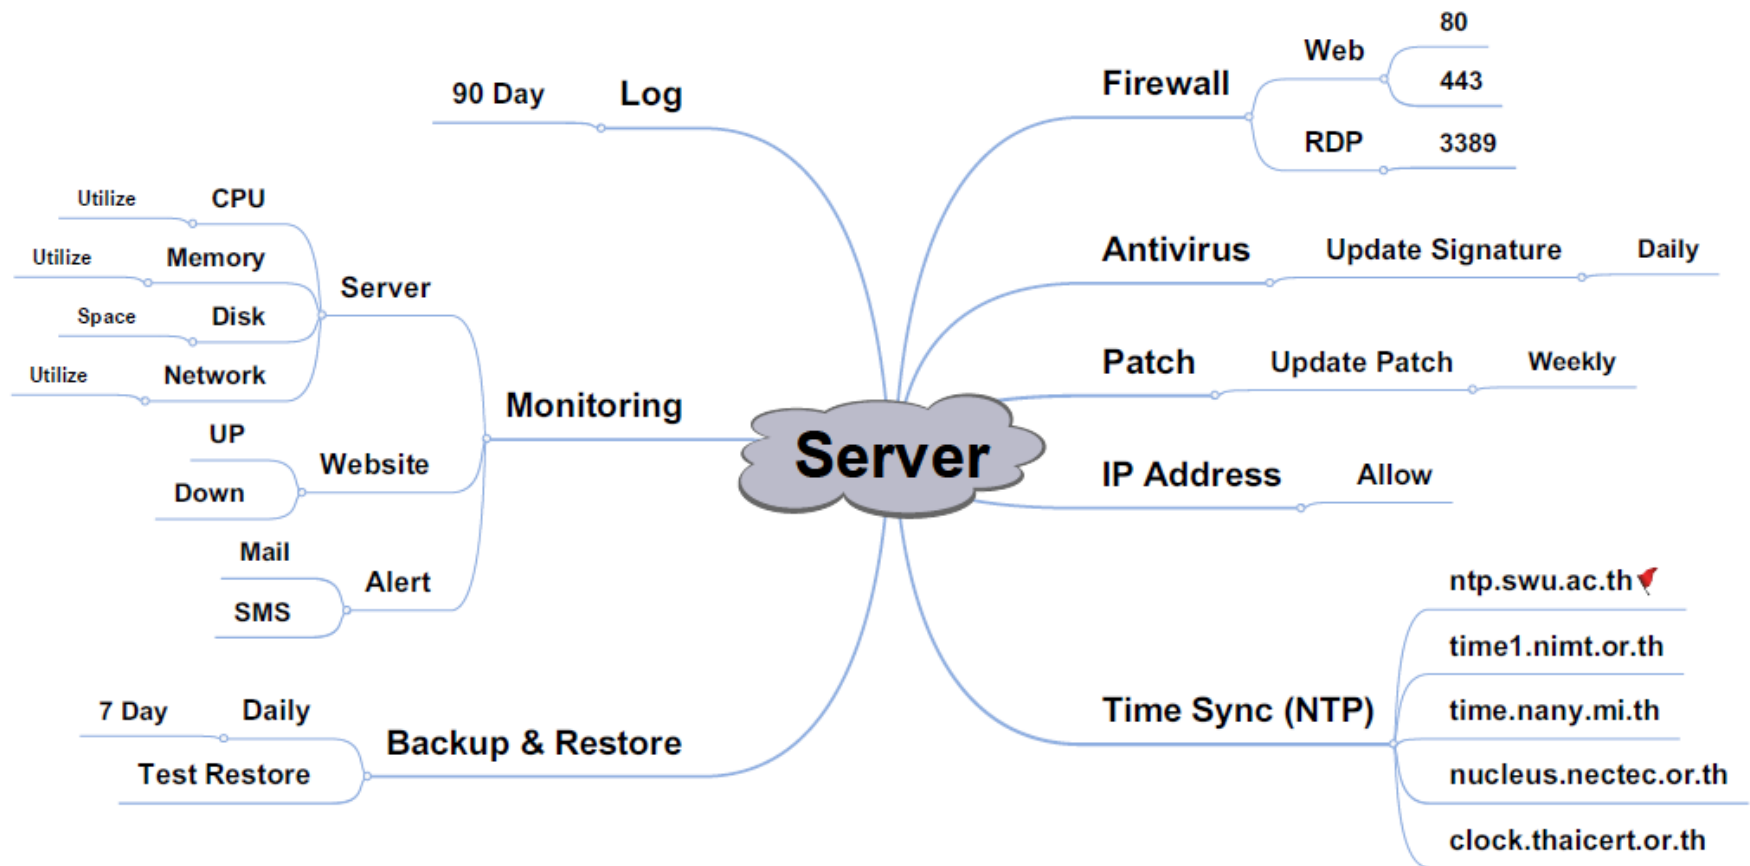 Server
Firewall
Web
80
443
RDP
3389
Antivirus
Update Signature
Daily
Patch
Update Patch
Weekly
IP Address
Allow
Time Sync (NTP)
ntp.swu.ac.th
time1.nimt.or.th
time.nany.mi.th
nucleus.nectec.or.th
clock.thaicert.or.th
Log
90 Day
Monitoring
Server
CPU
Utilize
Memory
Utilize
Disk
Space
Network
Utilize
Website
UP
Down
Alert
Mail
SMS
Backup & Restore
Daily
7 Day
Test Restore